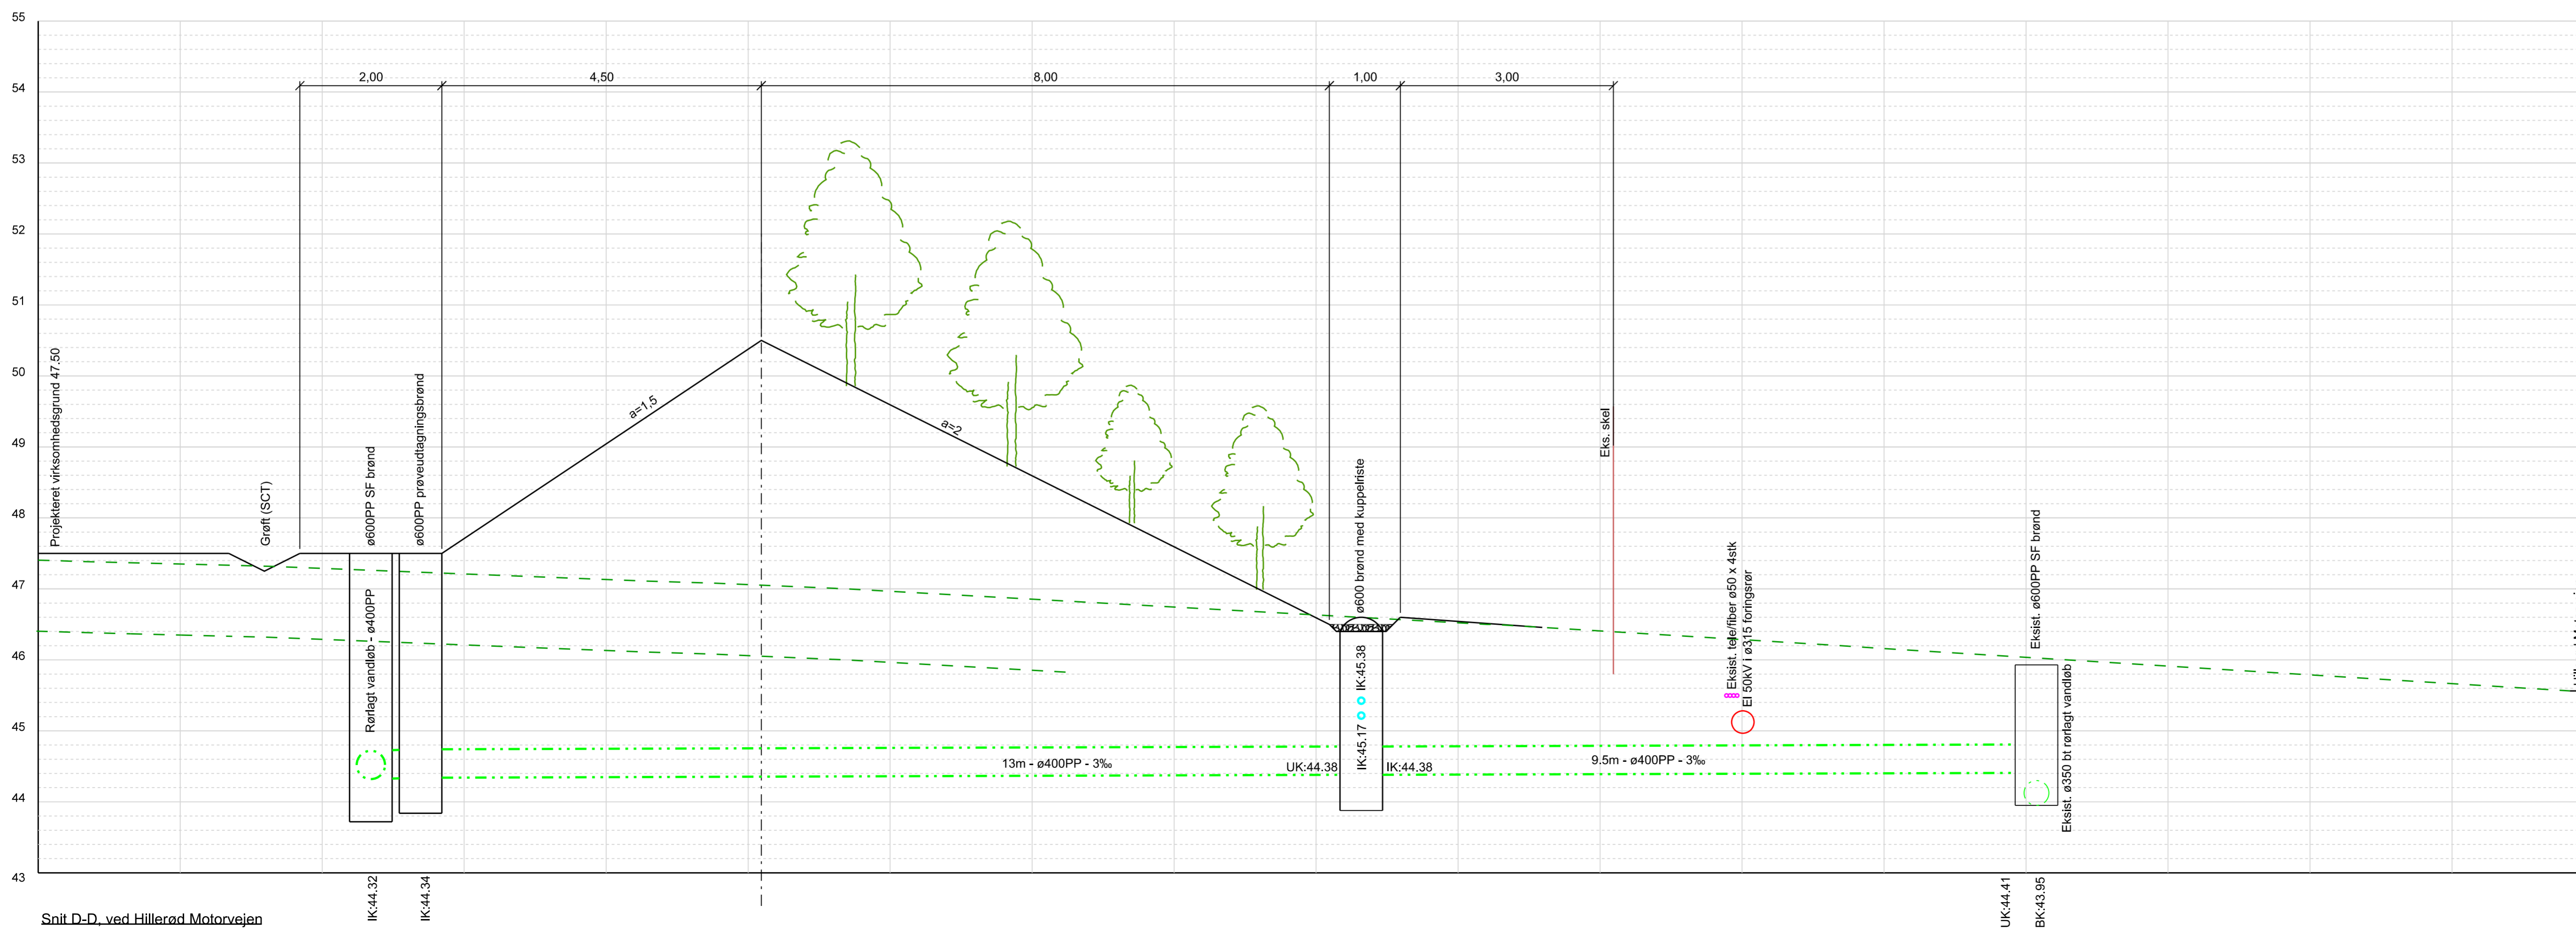 55
54
53
52
51
50
49
48
47
46
45
44
43
2,00
4,50
8,00
1,00
3,00
Projekteret virksomhedsgrund 47.50
Grøft (SCT)
ø600PP SF brønd
Rørlagt vandløb - ø400PP
ø600PP prøveudtagningsbrønd
a=1,5
a=2
ø600 brønd med kuppelriste
IK:45.38
IK:45.17
Eks. skel
Eksist. tele/fiber ø50 x 4stk
El 50kV i ø315 foringsrør
Eksist. ø600PP SF brønd
Eksist. ø350 bt rørlagt vandløb
13m - ø400PP - 3‰
UK:44.38
IK:44.38
9.5m - ø400PP - 3‰
IK:44.32
IK:44.34
UK:44.41
BK:43.95
Snit D-D, ved Hillerød Motorvejen